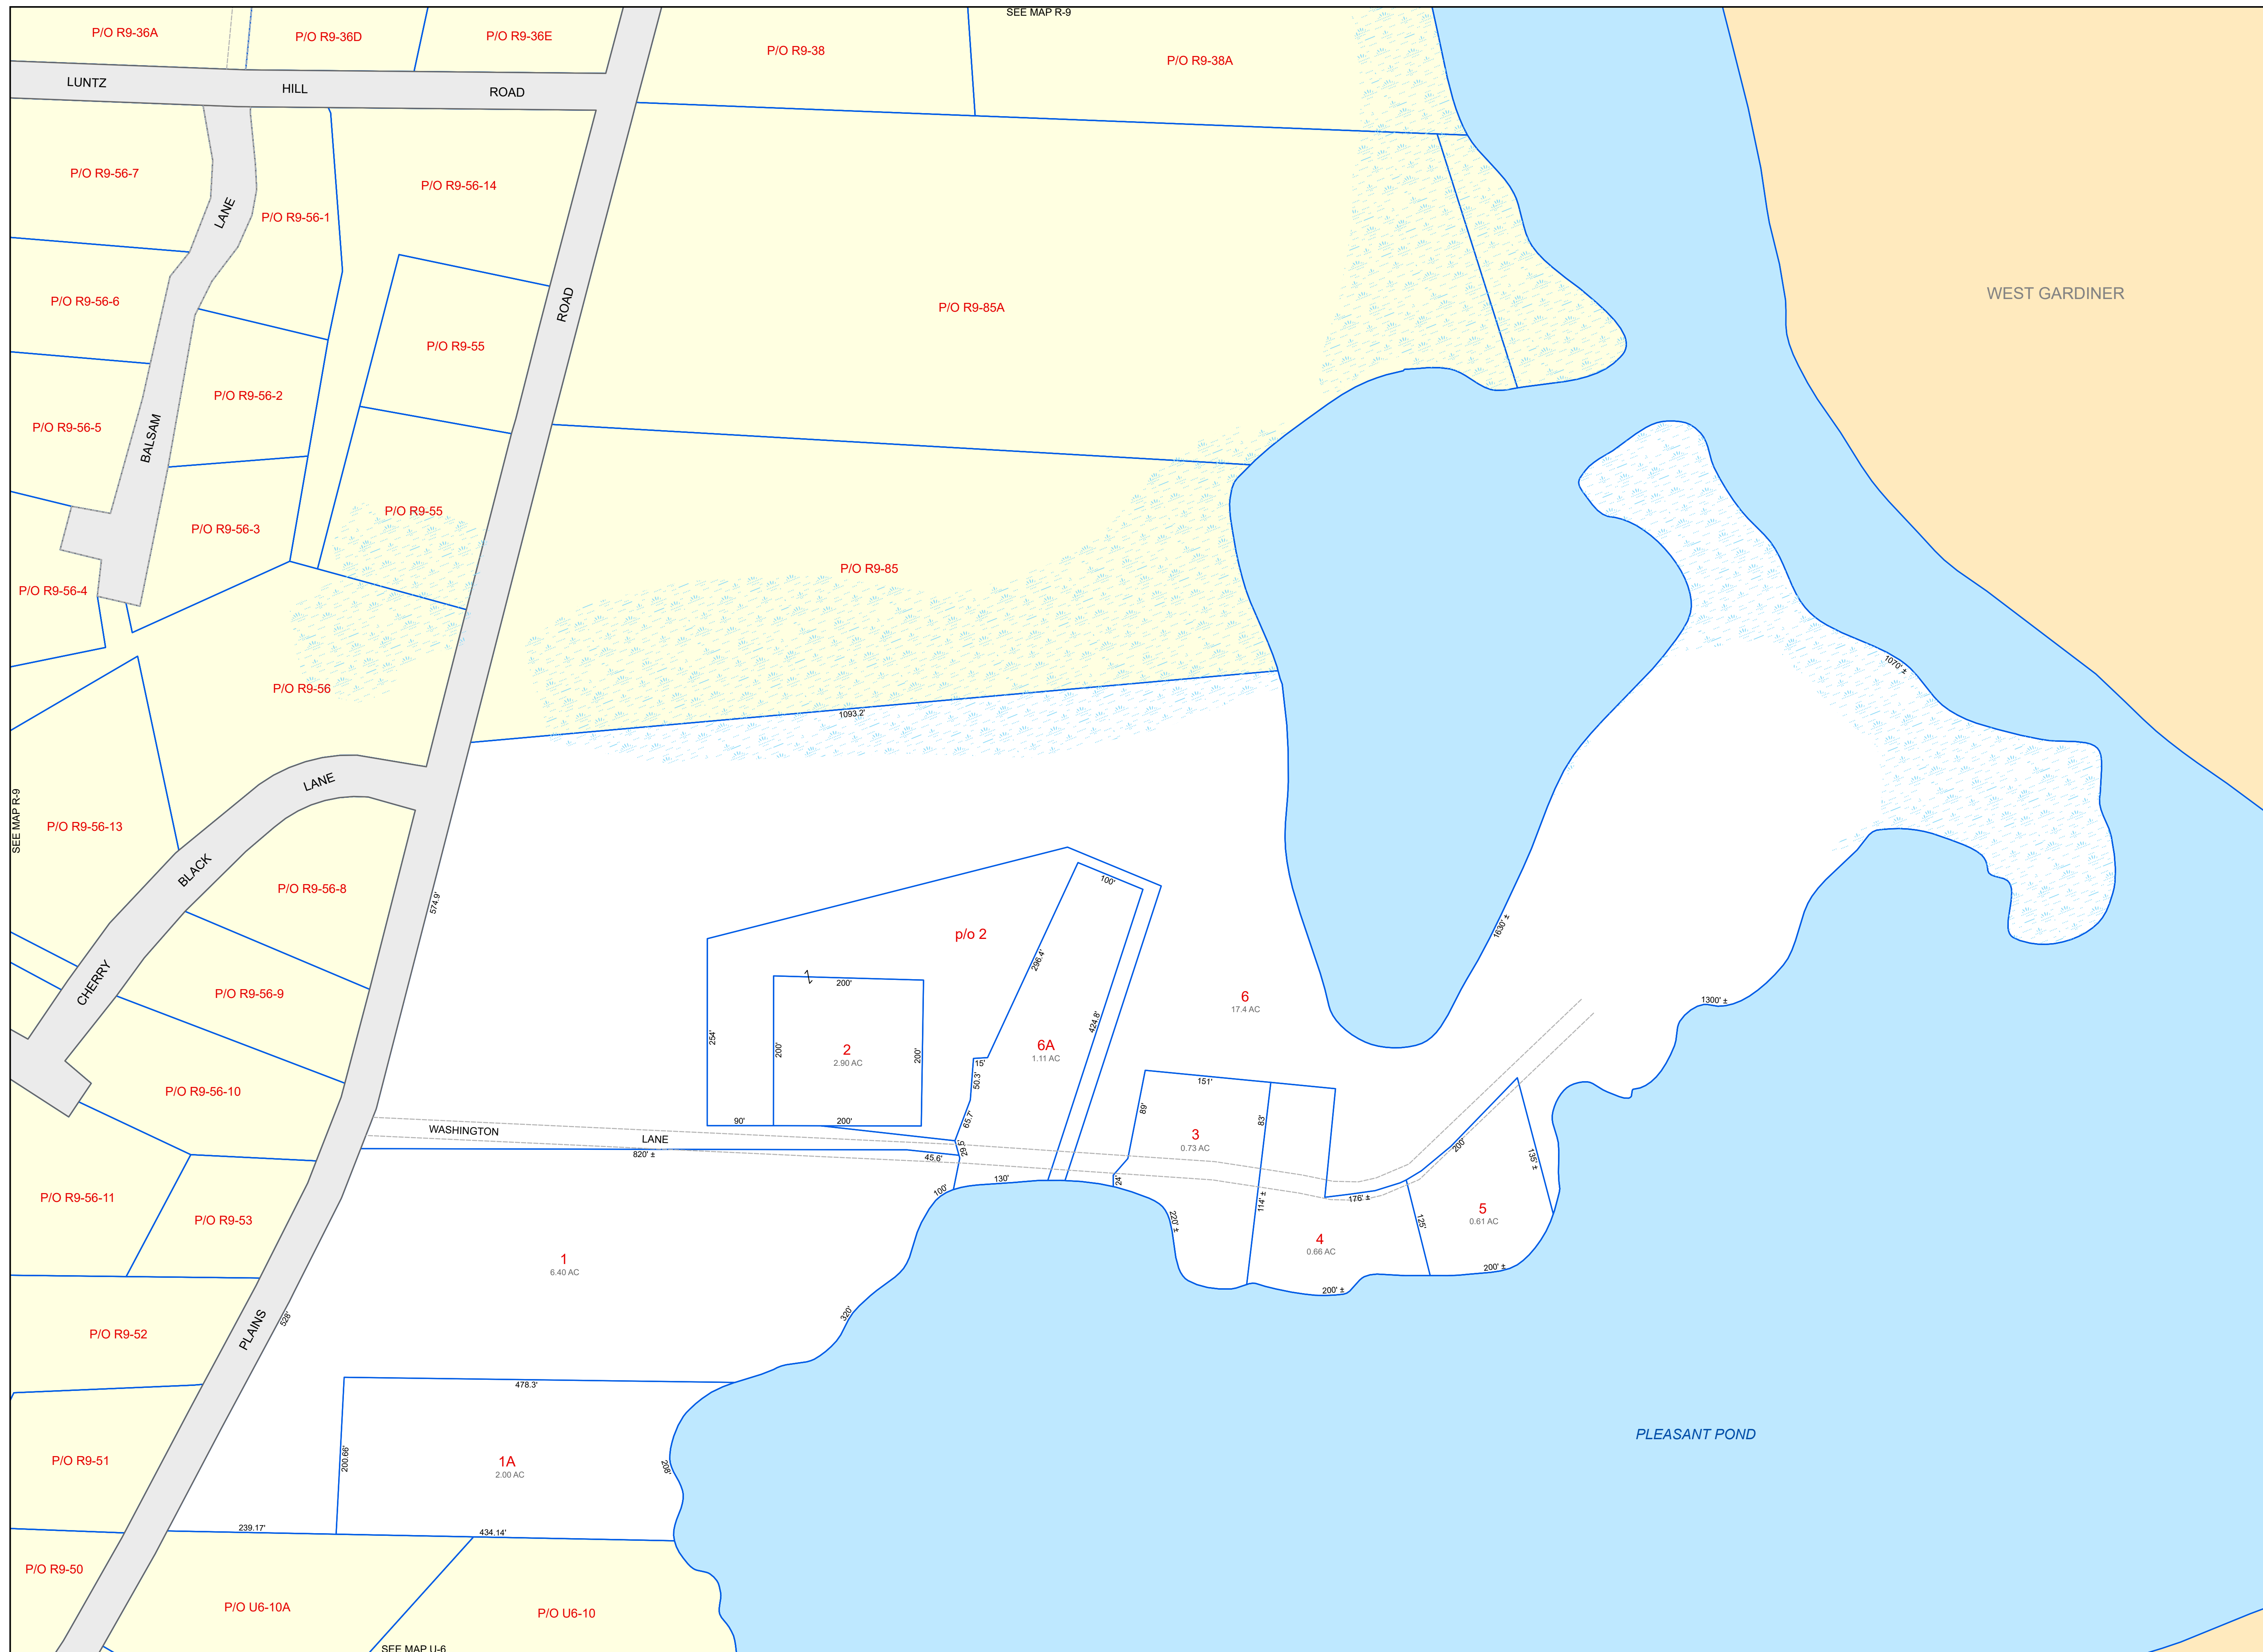 SEE MAP R-9
P/O R9-36A
P/O R9-36D
P/O R9-36E
P/O R9-38
P/O R9-38A
LUNTZ HILL ROAD
P/O R9-56-7
LANE
P/O R9-56-1
P/O R9-56-14
P/O R9-56-6
P/O R9-55
ROAD
P/O R9-85A
WEST GARDINER
P/O R9-56-5
BALSAM
P/O R9-56-2
P/O R9-56-3
P/O R9-55
P/O R9-85
P/O R9-56-4
P/O R9-56
1093.2'
1070' ±
SEE MAP R-9
P/O R9-56-13
LANE
BLACK
CHERRY
P/O R9-56-8
574.9'
P/O R9-56-9
P/O R9-56-10
p/o 2
100'
296.4'
424.8'
1630' ±
1300' ±
Z
200'
254'
200'
2
2.90 AC
200'
90'
200'
15'
50.3'
65.7'
29.5'
6A
1.11 AC
6
17.4 AC
151'
89'
83'
3
0.73 AC
24'
114' ±
220' ±
WASHINGTON LANE
820' ±
45.6'
100'
130'
176' ±
200'
135' ±
125'
5
0.61 AC
200' ±
4
0.66 AC
200' ±
P/O R9-56-11
P/O R9-53
1
6.40 AC
320'
P/O R9-52
PLAINS
528'
478.3'
200.66'
1A
2.00 AC
208'
P/O R9-51
239.17'
434.14'
PLEASANT POND
P/O R9-50
P/O U6-10A
P/O U6-10
SEE MAP U-6